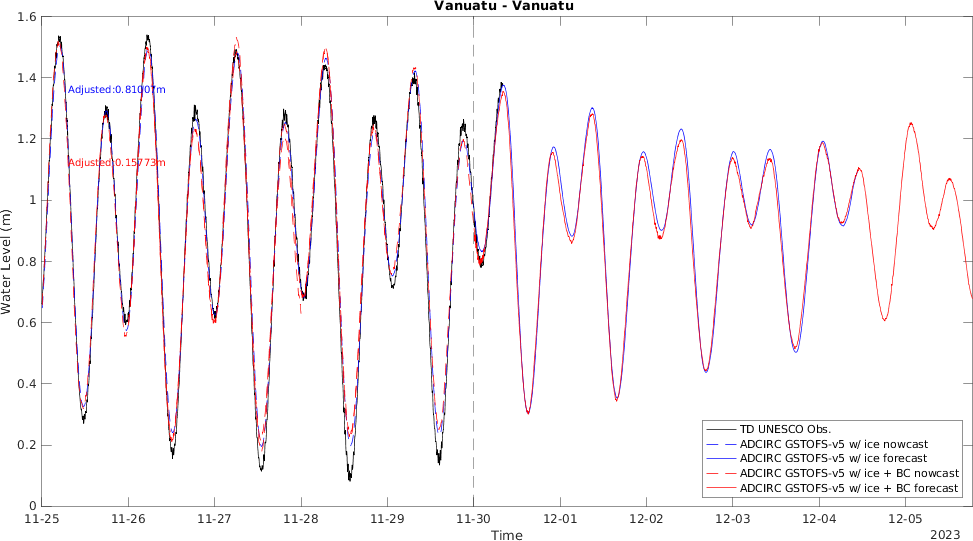 Vanuatu - Vanuatu
1.6
1.4
1.2
1
0.8
0.6
0.4
0.2
0
Water Level (m)
Adjusted:0.81007m
Adjusted:0.15773m
TD UNESCO Obs.
ADCIRC GSTOFS-v5 w/ ice nowcast
ADCIRC GSTOFS-v5 w/ ice forecast
ADCIRC GSTOFS-v5 w/ ice + BC nowcast
ADCIRC GSTOFS-v5 w/ ice + BC forecast
11-25 11-26 11-27 11-28 11-29 11-30 12-01 12-02 12-03 12-04 12-05
Time
2023